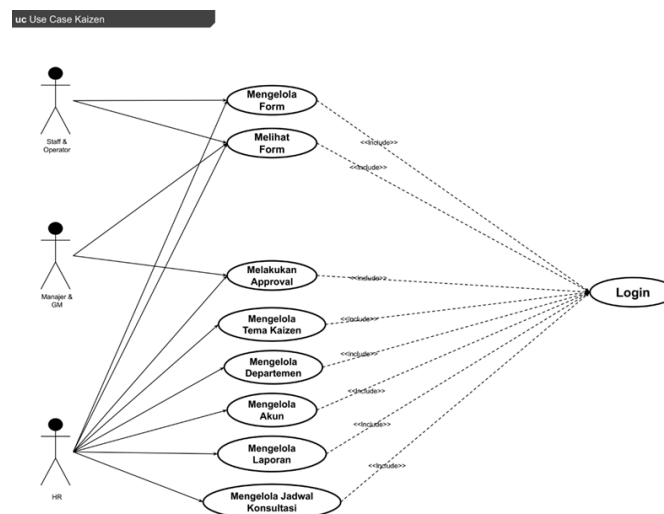 uc Use Case Kaizen
Staff &
Operator
Mengelola
Form
Melihat
Form
<<Include>>
<<Include>>
Manajer &
GM
Melakukan
Approval
<<Include>>
Login
Mengelola
Tema Kaizen
<<Include>>
Mengelola
Departemen
<<Include>>
Mengelola
Akun
<<Include>>
HR
Mengelola
Laporan
<<Include>>
Mengelola Jadwal
Konsultasi
<<Include>>